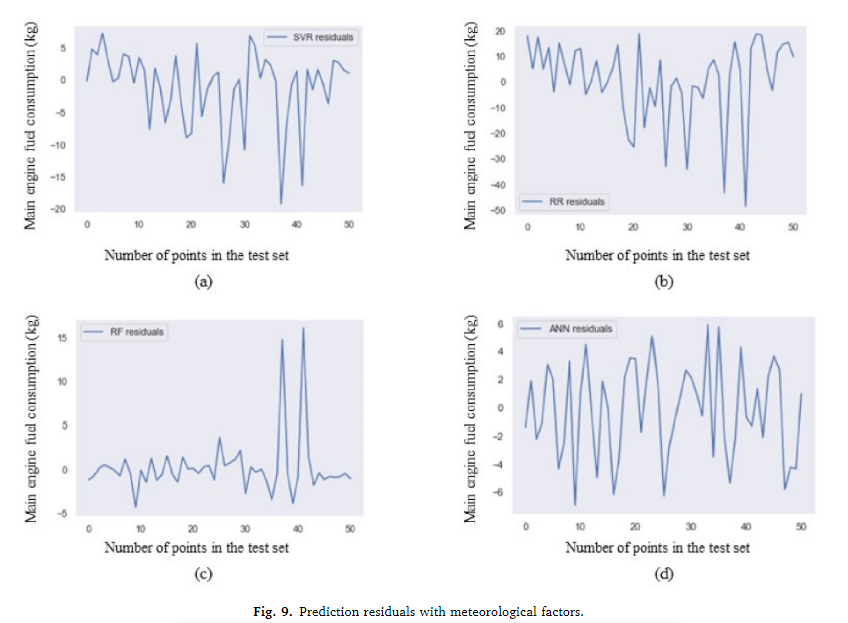 Main engine fuel consumption (kg)
SVR residuals
5
0
−5
−10
−15
−20
0 10 20 30 40 50
Number of points in the test set
(a)
Main engine fuel consumption (kg)
20
10
0
−10
−20
−30
−40
−50
RR residuals
0 10 20 30 40 50
Number of points in the test set
(b)
Main engine fuel consumption (kg)
RF residuals
15
10
5
0
−5
0 10 20 30 40 50
Number of points in the test set
(c)
Main engine fuel consumption (kg)
ANN residuals
6
4
2
0
−2
−4
−6
0 10 20 30 40 50
Number of points in the test set
(d)
Fig. 9. Prediction residuals with meteorological factors.